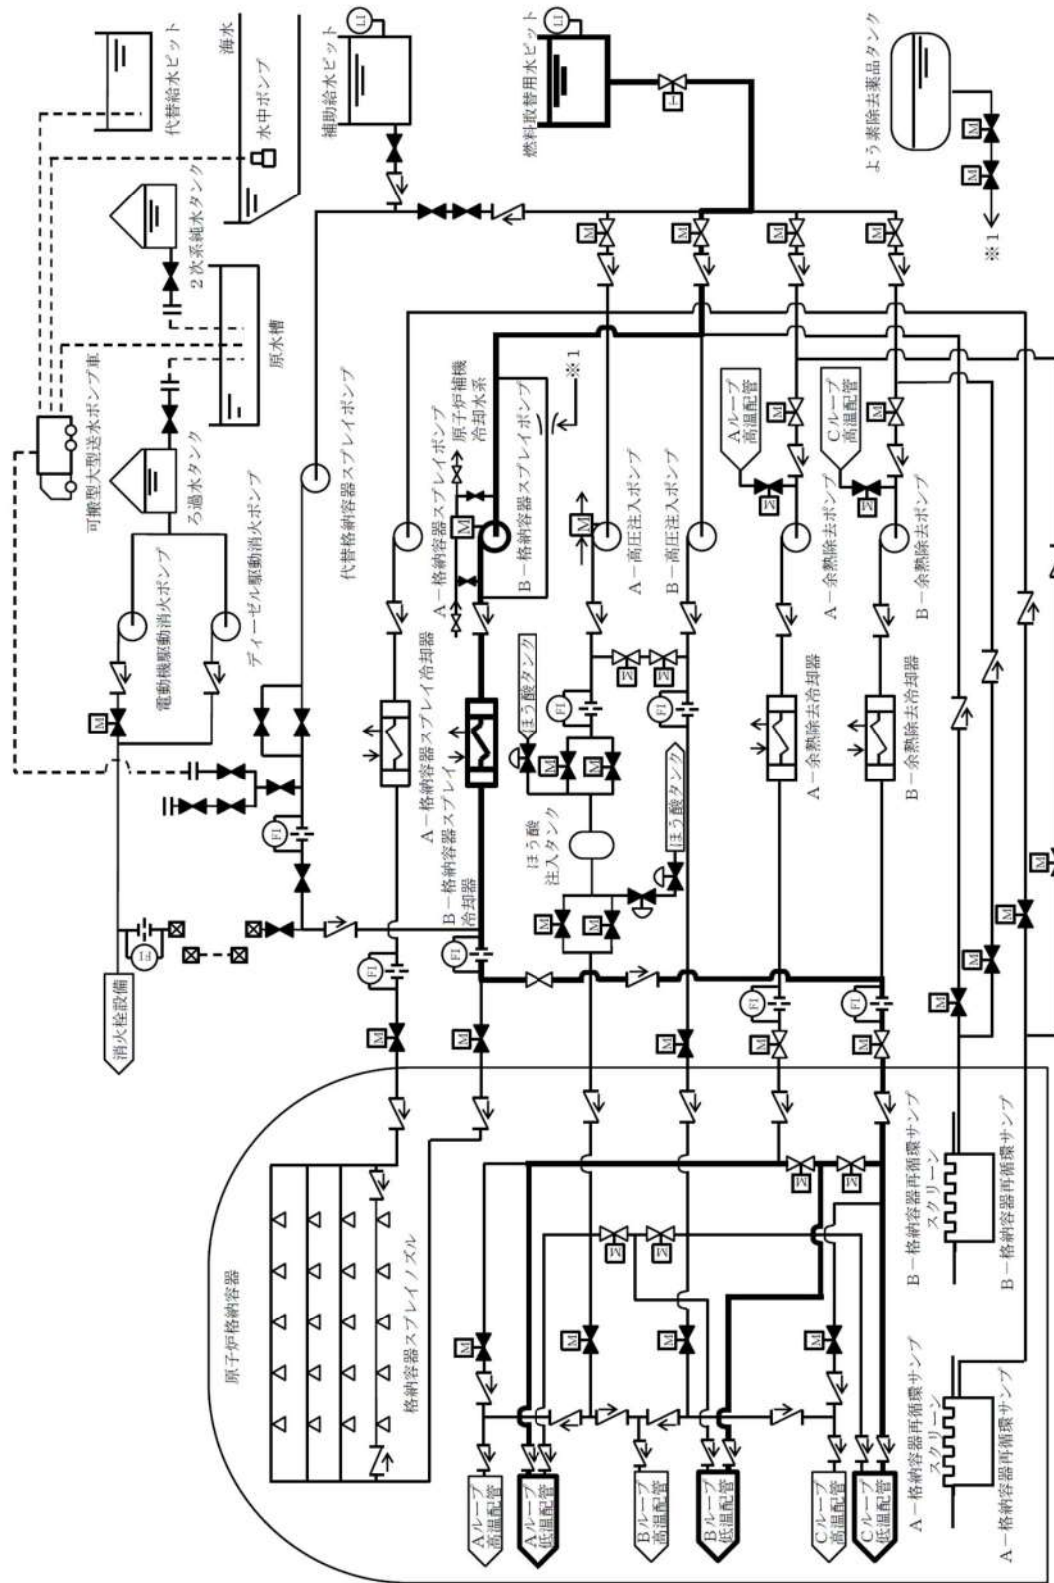 代替給水ピット
海水
水中ポンプ
2次系純水タンク
原水槽
可搬型大型送水ポンプ車
ろ過水タンク
電動機駆動消火ポンプ
ディーゼル駆動消火ポンプ
M
FI
FI
消火栓設備
補助給水ピット
LI
燃料取替用水ピット
LI
T
よう素除去薬品タンク
M
M
※1
M
M
M
M
代替格納容器スプレイポンプ
A-格納容器スプレイポンプ
原子炉補機
冷却水系
M
B-格納容器スプレイポンプ
※1
M
A-高圧注入ポンプ
B-高圧注入ポンプ
Aループ
高温配管
M
M
Cループ
高温配管
M
M
A-余熱除去ポンプ
B-余熱除去ポンプ
A-格納容器スプレイ冷却器
B-格納容器スプレイ
冷却器
ほう酸タンク
M
M
FI
M
M
FI
ほう酸
注入タンク
ほう酸タンク
M
M
A-余熱除去冷却器
B-余熱除去冷却器
FI
FI
FI
FI
M
M
M
M
M
M
M
M
M
原子炉格納容器
格納容器スプレイノズル
M
M
M
M
M
M
M
M
Aループ
高温配管
Aループ
低温配管
Bループ
高温配管
Bループ
低温配管
Cループ
高温配管
Cループ
低温配管
B-格納容器再循環サンプ
スクリーン
B-格納容器再循環サンプ
A-格納容器再循環サンプ
スクリーン
A-格納容器再循環サンプ